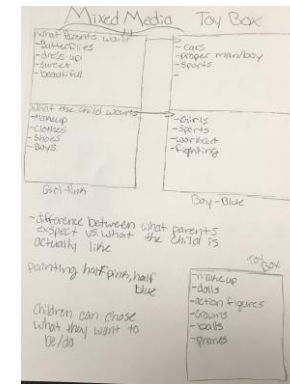 Mixed Media Toy Box
What Parents want
-Butterflies
-dress up
-sweet
-beautiful
-cars
-proper man/boy
-sports
-
What the child wants
-makeup
-clothes
-shoes
-Boys
-Girls
-sports
-workout
-fighting
Girl-Pink
Boy-Blue
-difference between what parents
exspect vs. what the child is
actually like
painting half pink, half
blue
children can chose
what they want to
be/do
Toy
Box
-makeup
-dolls
-action figures
-crowns
-balls
-phones